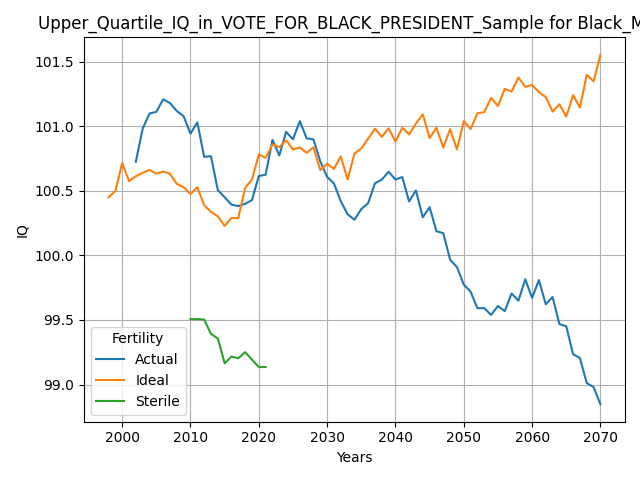 Upper_Quartile_IQ_in_VOTE_FOR_BLACK_PRESIDENT_Sample for Black_M
IQ
101.5
101.0
100.5
100.0
99.5
99.0
Fertility
Actual
Ideal
Sterile
2000 2010 2020 2030 2040 2050 2060 2070
Years